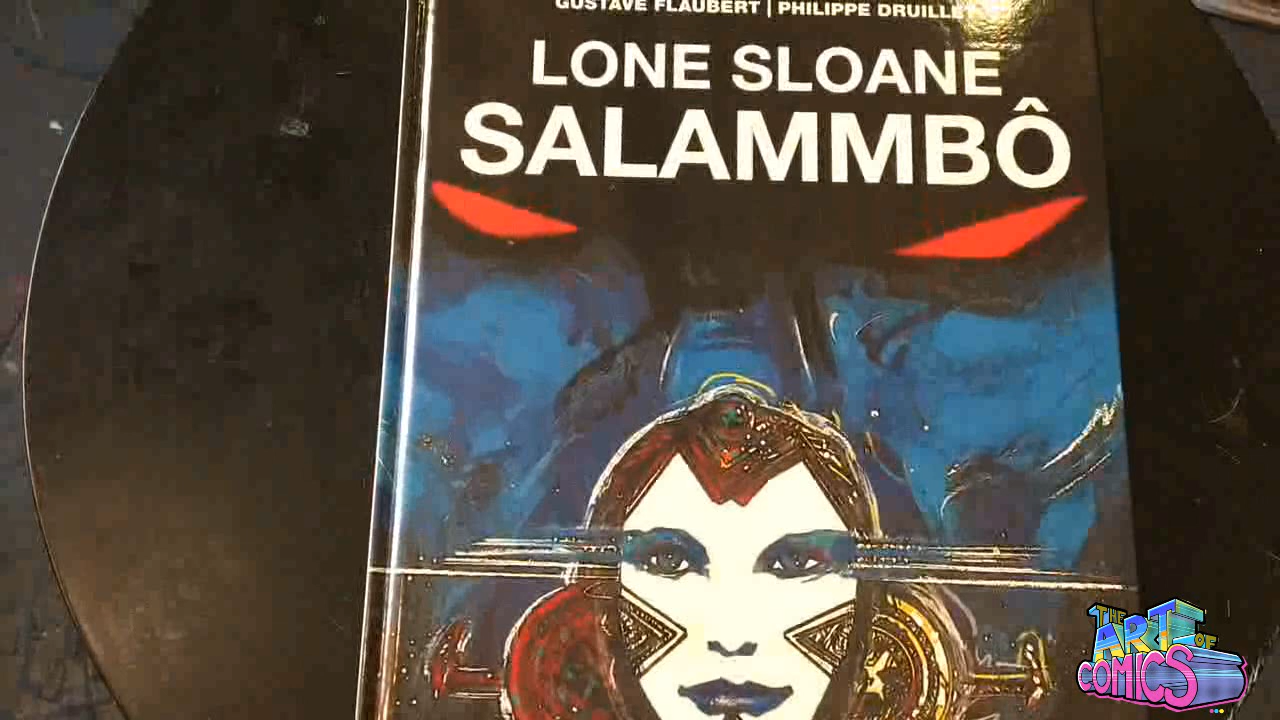 GUSTAVE FLAUBERT | PHILIPPE DRUILLET
LONE SLOANE
SALAMMBÔ
THE
ART OF
COMICS